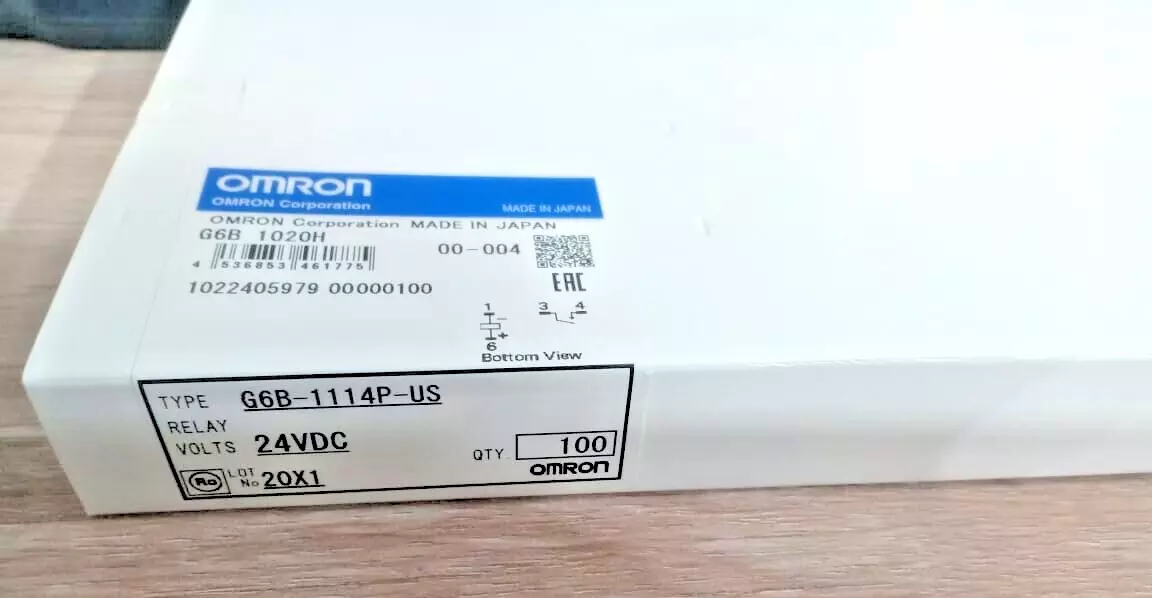 OMRON
OMRON Corporation MADE IN JAPAN
OMRON Corporation MADE IN JAPAN
G6B 1020H
00-004
4 536853 461775
EAC
1022405979 00000100
1 3 4
- +
6
Bottom View
TYPE G6B-1114P-US
RELAY
VOLTS 24VDC
QTY. 100
Ro LOT No 20X1
OMRON